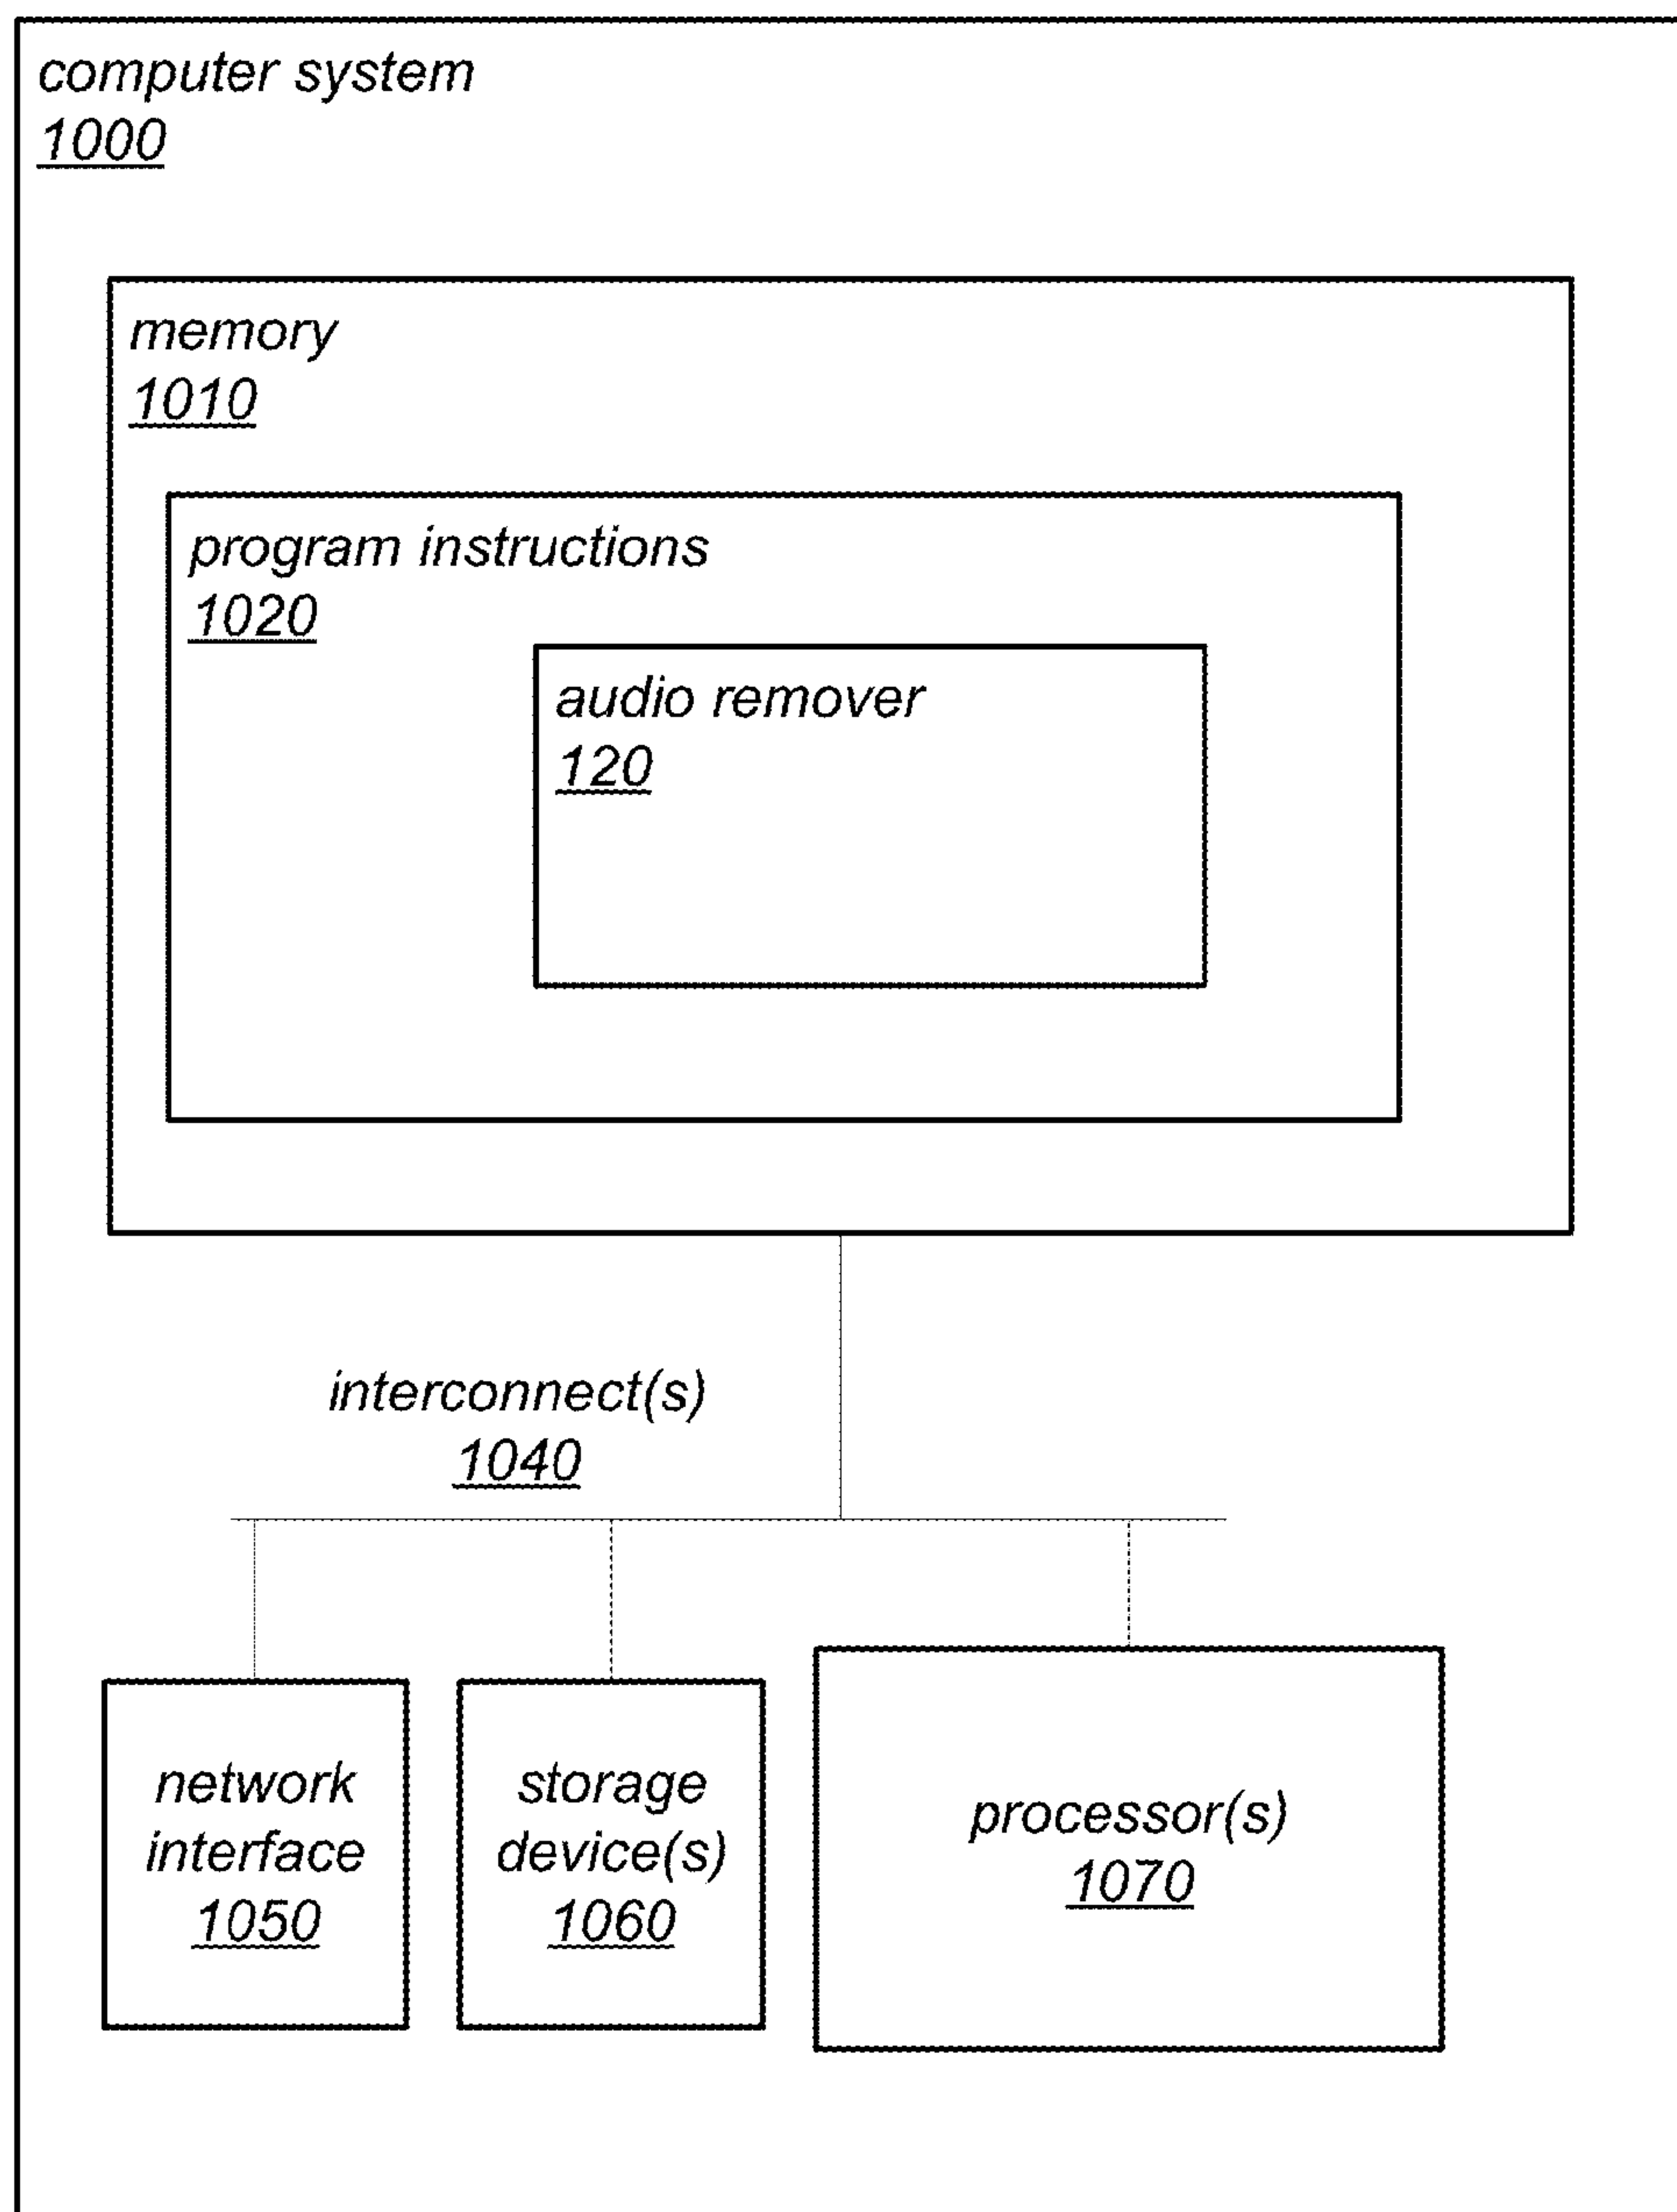 computer system
1000
memory
1010
program instructions
1020
audio remover
120
interconnect(s)
1040
network
interface
1050
storage
device(s)
1060
processor(s)
1070